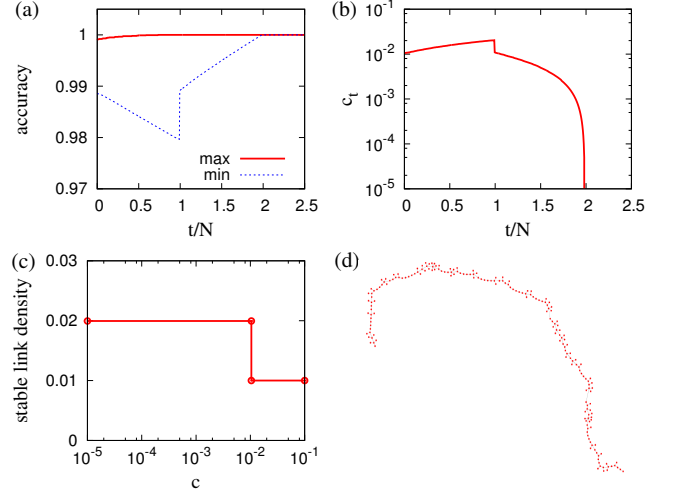 (a)
1
0.99
0.98
0.97
accuracy
max
min
0 0.5 1 1.5 2 2.5
t/N
(b)
10-1
10-2
10-3
10-4
10-5
ct
0 0.5 1 1.5 2 2.5
t/N
(c)
0.03
0.02
0.01
0
stable link density
10-5 10-4 10-3 10-2 10-1
c
(d)